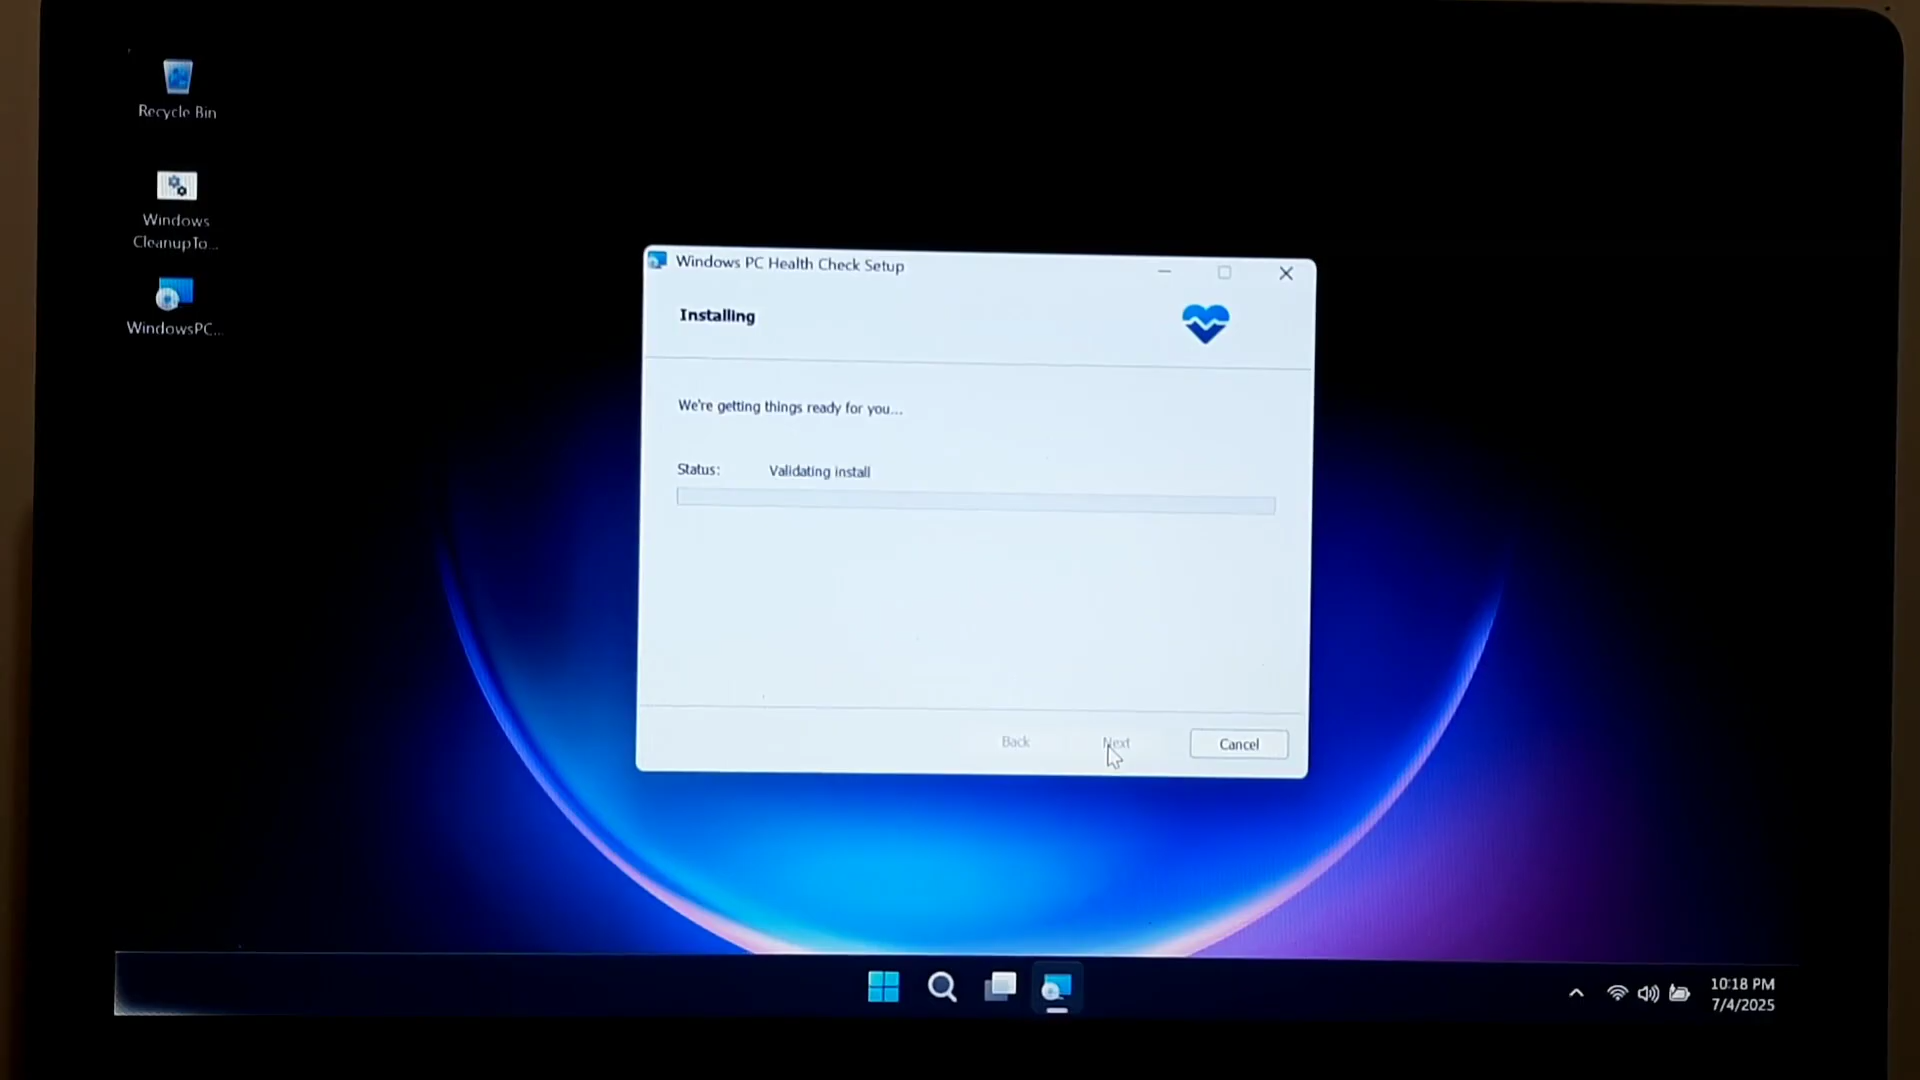 Recycle Bin
Windows
CleanupTo...
WindowsPC...
Windows PC Health Check Setup
Installing
We're getting things ready for you...
Status: Validating install
Back
Next
Cancel
10:18 PM
7/4/2025